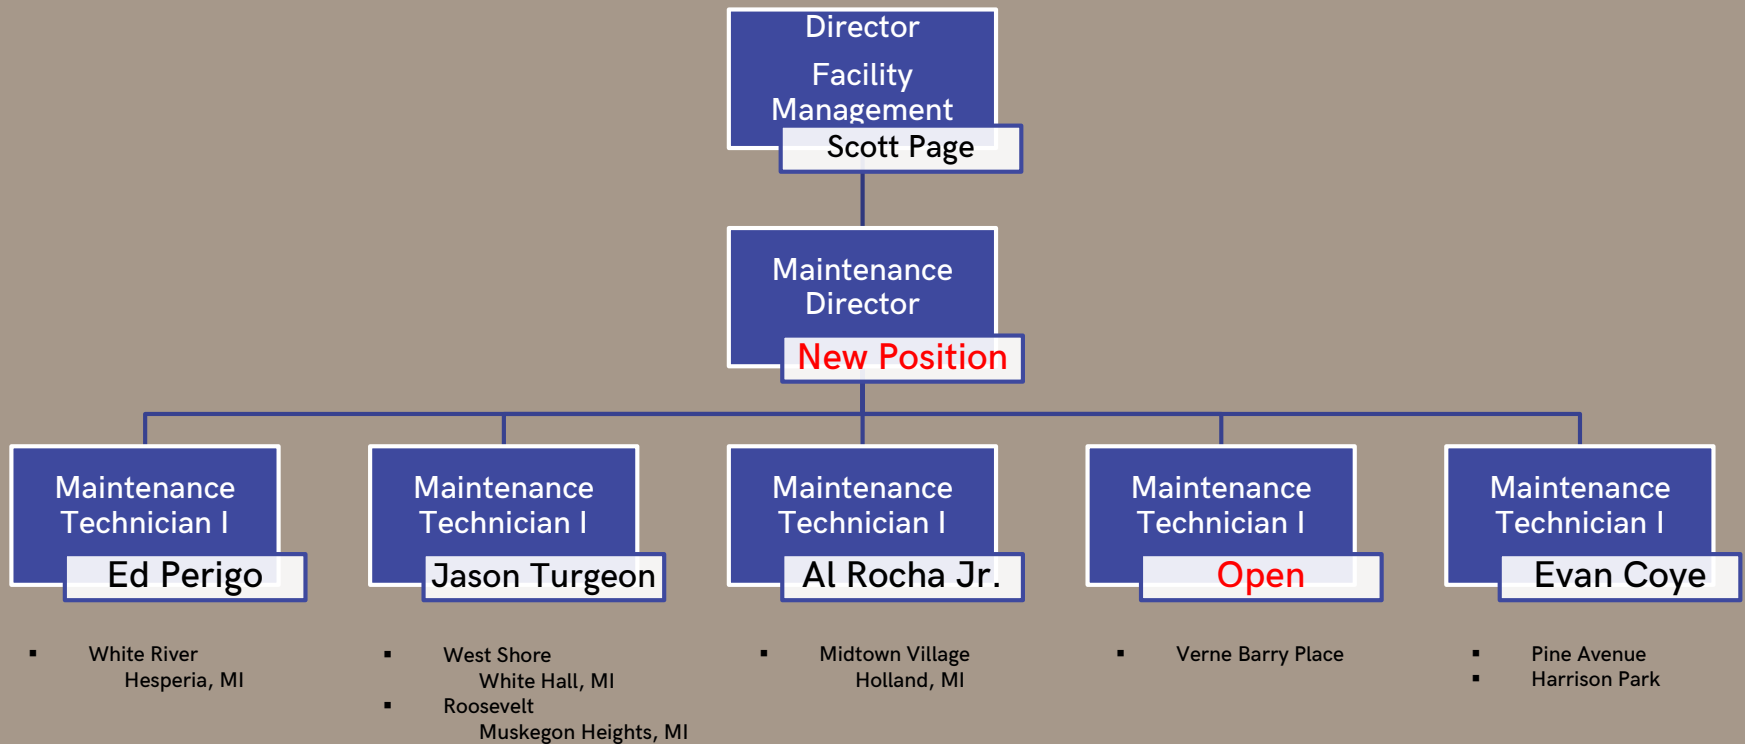 Director
Facility
Management
Scott Page
Maintenance
Director
New Position
Maintenance
Technician I
Ed Perigo
▪ White River
Hesperia, MI
Maintenance
Technician I
Jason Turgeon
▪ West Shore
White Hall, MI
▪ Roosevelt
Muskegon Heights, MI
Maintenance
Technician I
Al Rocha Jr.
▪ Midtown Village
Holland, MI
Maintenance
Technician I
Open
▪ Verne Barry Place
Maintenance
Technician I
Evan Coye
▪ Pine Avenue
▪ Harrison Park